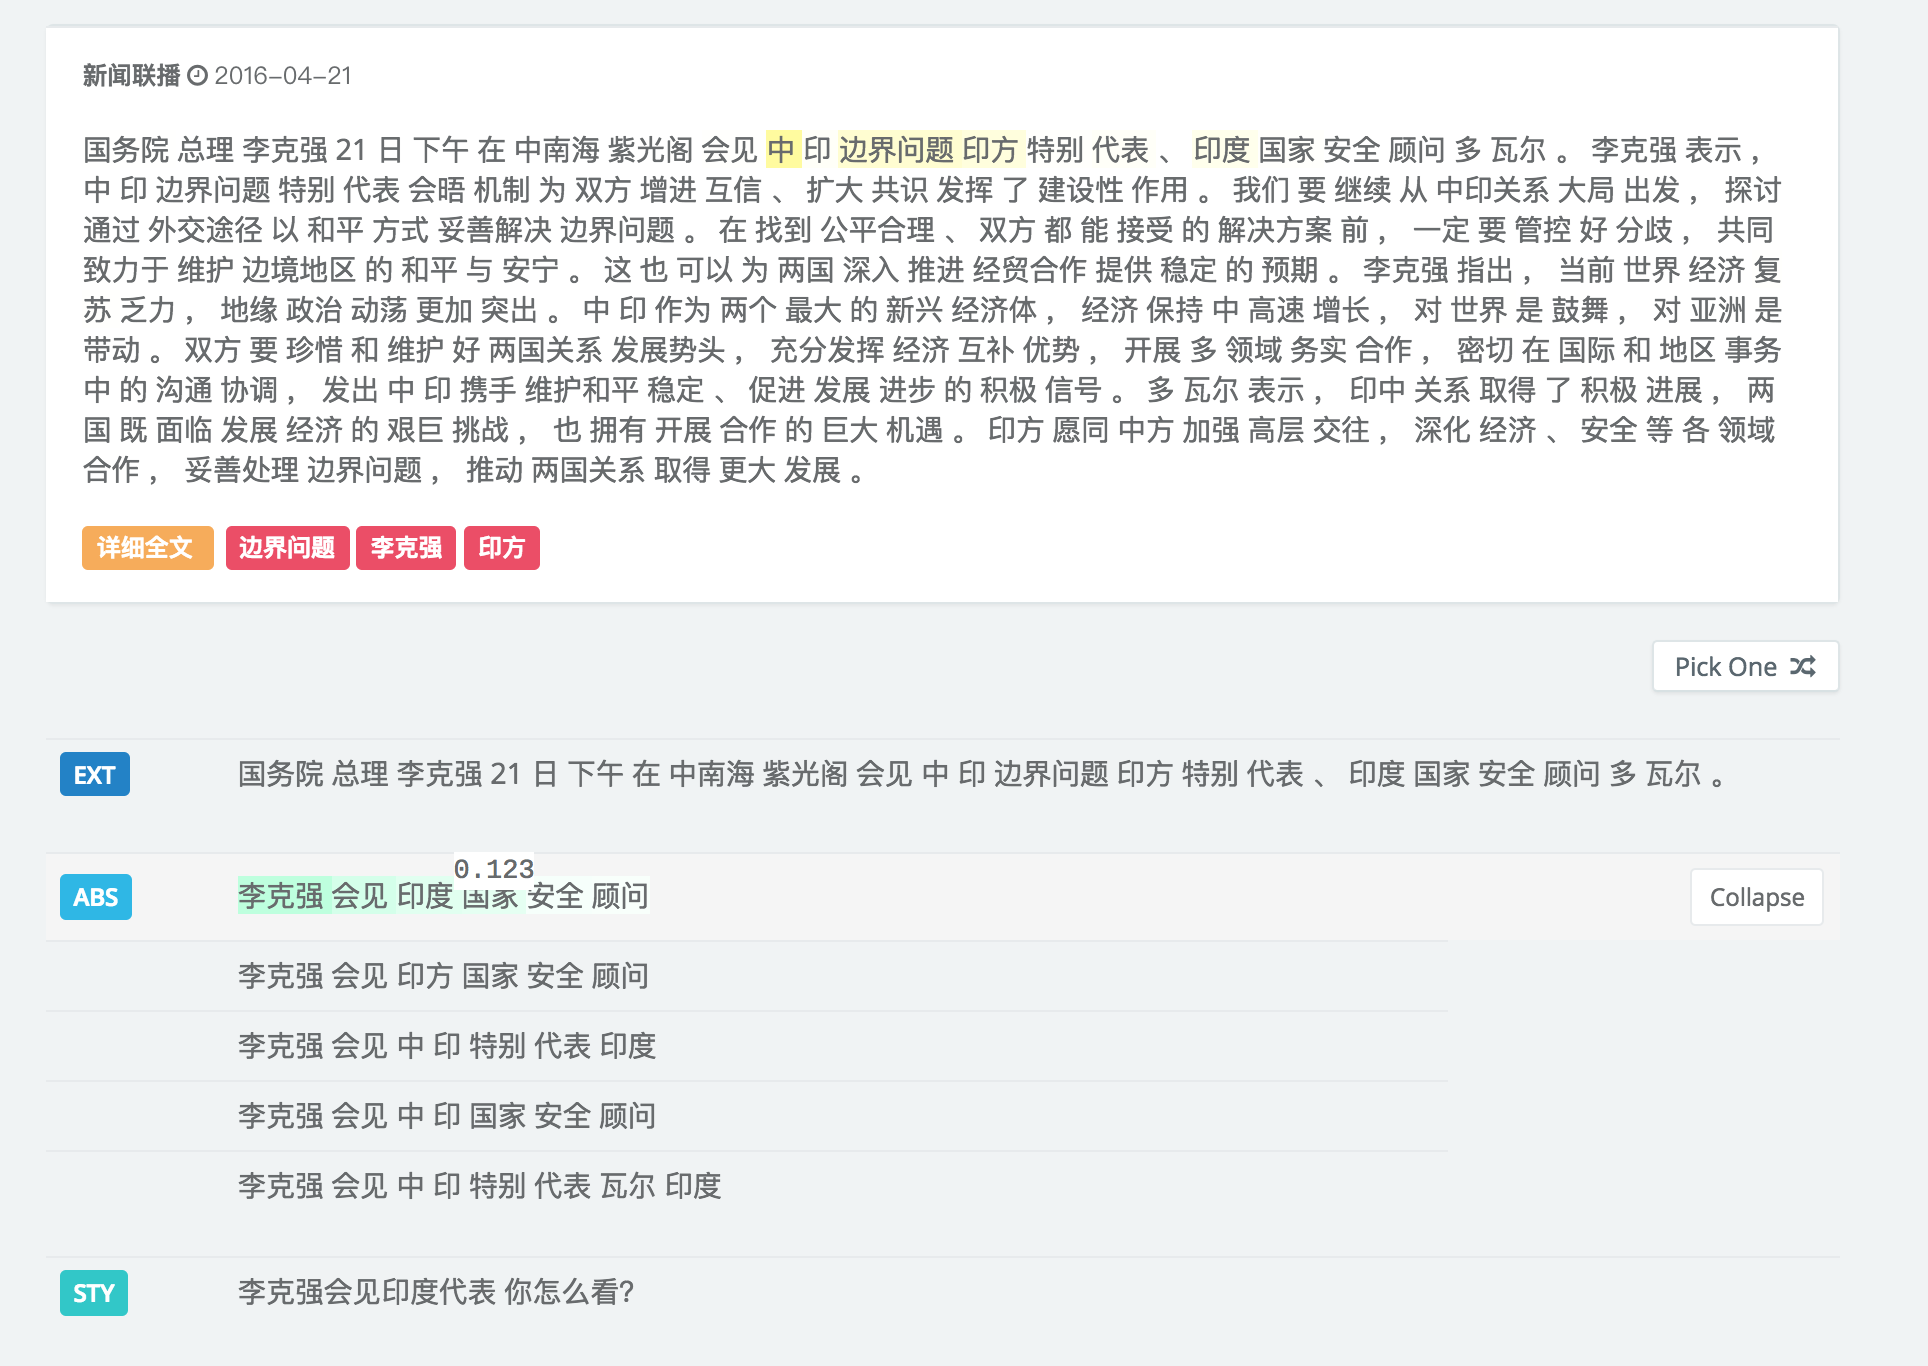 新闻联播 2016-04-21
国务院 总理 李克强 21 日 下午 在 中南海 紫光阁 会见 中 印 边界问题 印方 特别 代表 、 印度 国家 安全 顾问 多 瓦尔 。 李克强 表示 ，
中 印 边界问题 特别 代表 会晤 机制 为 双方 增进 互信 、 扩大 共识 发挥 了 建设性 作用 。 我们 要 继续 从 中印关系 大局 出发 ， 探讨
通过 外交途径 以 和平 方式 妥善解决 边界问题 。 在 找到 公平合理 、 双方 都 能 接受 的 解决方案 前 ， 一定 要 管控 好 分歧 ， 共同
致力于 维护 边境地区 的 和平 与 安宁 。 这 也 可以 为 两国 深入 推进 经贸合作 提供 稳定 的 预期 。 李克强 指出 ， 当前 世界 经济 复
苏 乏力 ， 地缘 政治 动荡 更加 突出 。 中 印 作为 两个 最大 的 新兴 经济体 ， 经济 保持 中 高速 增长 ， 对 世界 是 鼓舞 ， 对 亚洲 是
带动 。 双方 要 珍惜 和 维护 好 两国关系 发展势头 ， 充分发挥 经济 互补 优势 ， 开展 多 领域 务实 合作 ， 密切 在 国际 和 地区 事务
中 的 沟通 协调 ， 发出 中 印 携手 维护和平 稳定 、 促进 发展 进步 的 积极 信号 。 多 瓦尔 表示 ， 印中 关系 取得 了 积极 进展 ， 两
国 既 面临 发展 经济 的 艰巨 挑战 ， 也 拥有 开展 合作 的 巨大 机遇 。 印方 愿同 中方 加强 高层 交往 ， 深化 经济 、 安全 等 各 领域
合作 ， 妥善处理 边界问题 ， 推动 两国关系 取得 更大 发展 。
详细全文 边界问题 李克强 印方
Pick One
EXT 国务院 总理 李克强 21 日 下午 在 中南海 紫光阁 会见 中 印 边界问题 印方 特别 代表 、 印度 国家 安全 顾问 多 瓦尔 。
0.123
ABS 李克强 会见 印度 国家 安全 顾问 Collapse
李克强 会见 印方 国家 安全 顾问
李克强 会见 中 印 特别 代表 印度
李克强 会见 中 印 国家 安全 顾问
李克强 会见 中 印 特别 代表 瓦尔 印度
STY 李克强会见印度代表 你怎么看?